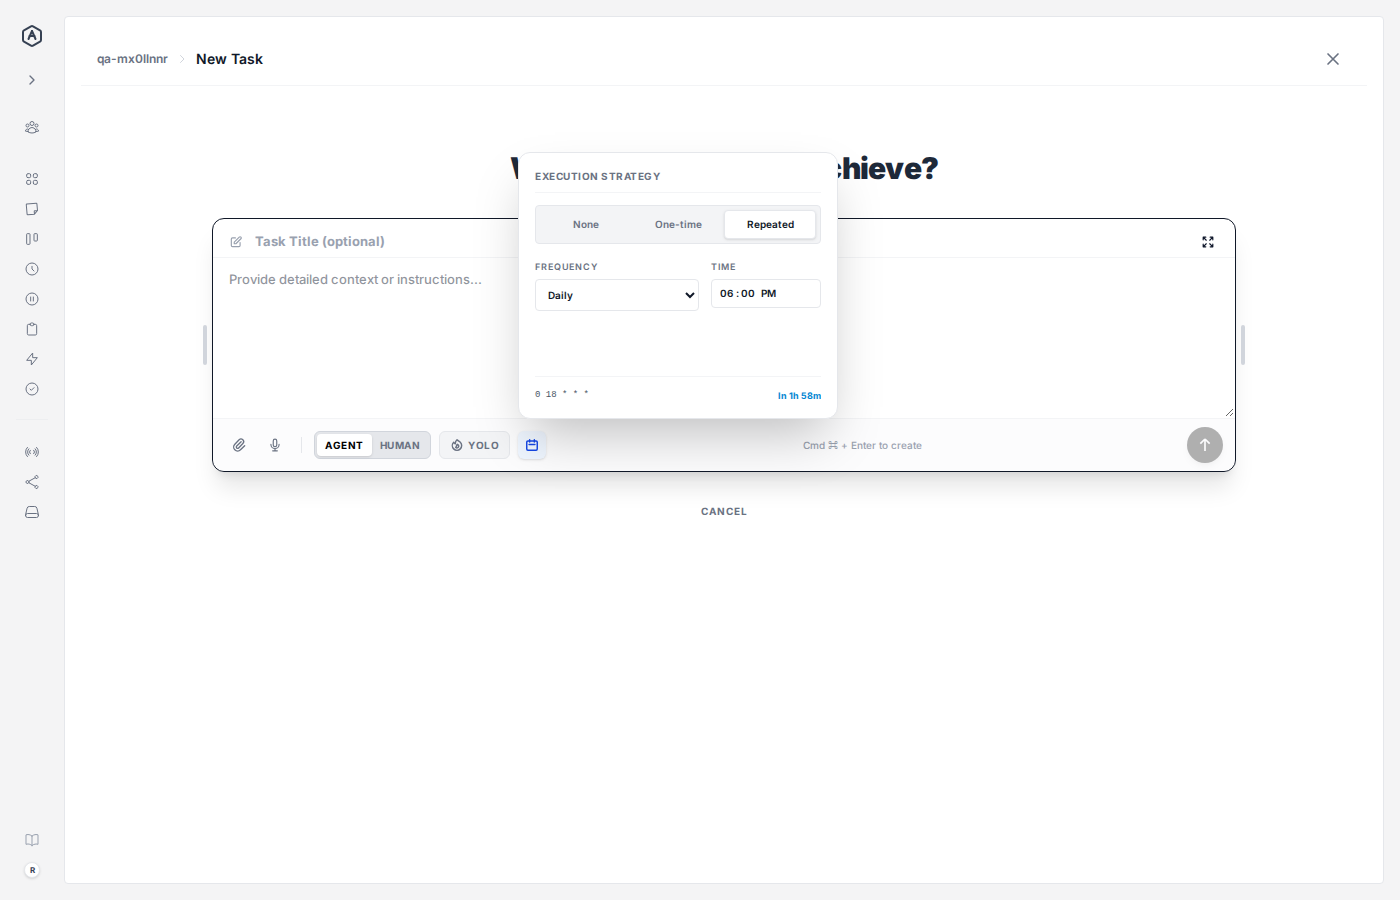 qa-mx0llnnr
New Task
chieve?
EXECUTION STRATEGY
None
One-time
Repeated
FREQUENCY
TIME
Daily
06:00 PM
0 18 * * *
In 1h 58m
Task Title (optional)
Provide detailed context or instructions...
AGENT
HUMAN
YOLO
Cmd ⌘ + Enter to create
CANCEL
R